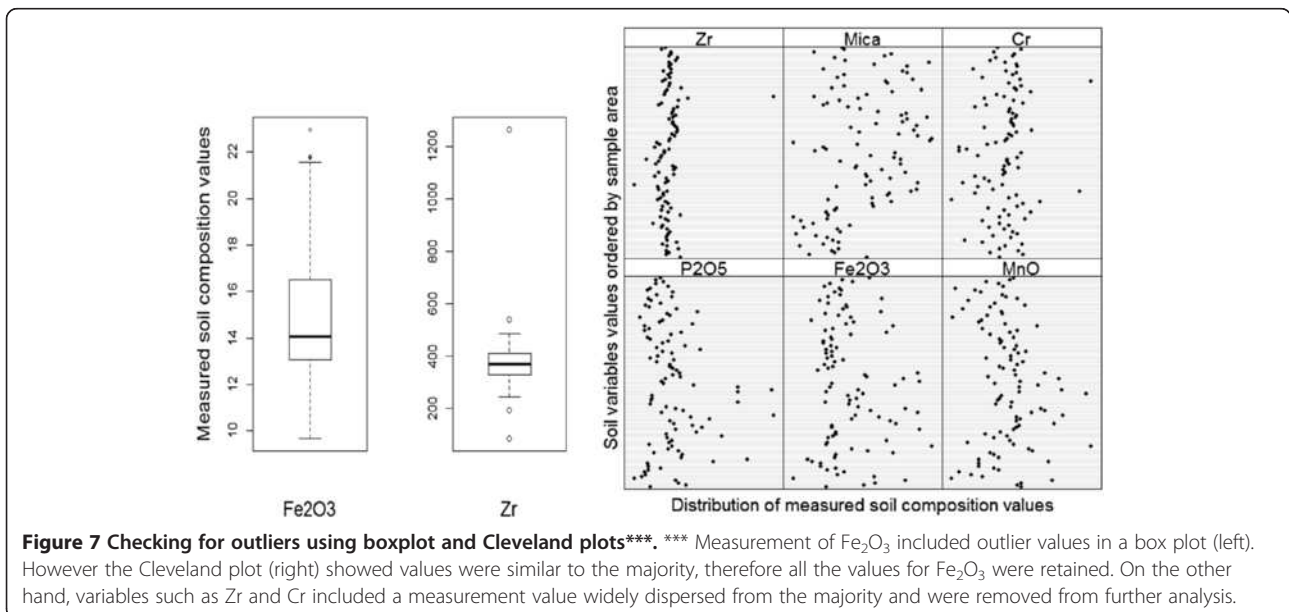 Measured soil composition values
22
20
18
16
14
12
10
Fe2O3
1200
1000
800
600
400
200
Zr
Soil variables values ordered by sample area
Zr
Mica
Cr
P2O5
Fe2O3
MnO
Distribution of measured soil composition values
Figure 7 Checking for outliers using boxplot and Cleveland plots***. *** Measurement of Fe₂O₃ included outlier values in a box plot (left).
However the Cleveland plot (right) showed values were similar to the majority, therefore all the values for Fe₂O₃ were retained. On the other
hand, variables such as Zr and Cr included a measurement value widely dispersed from the majority and were removed from further analysis.